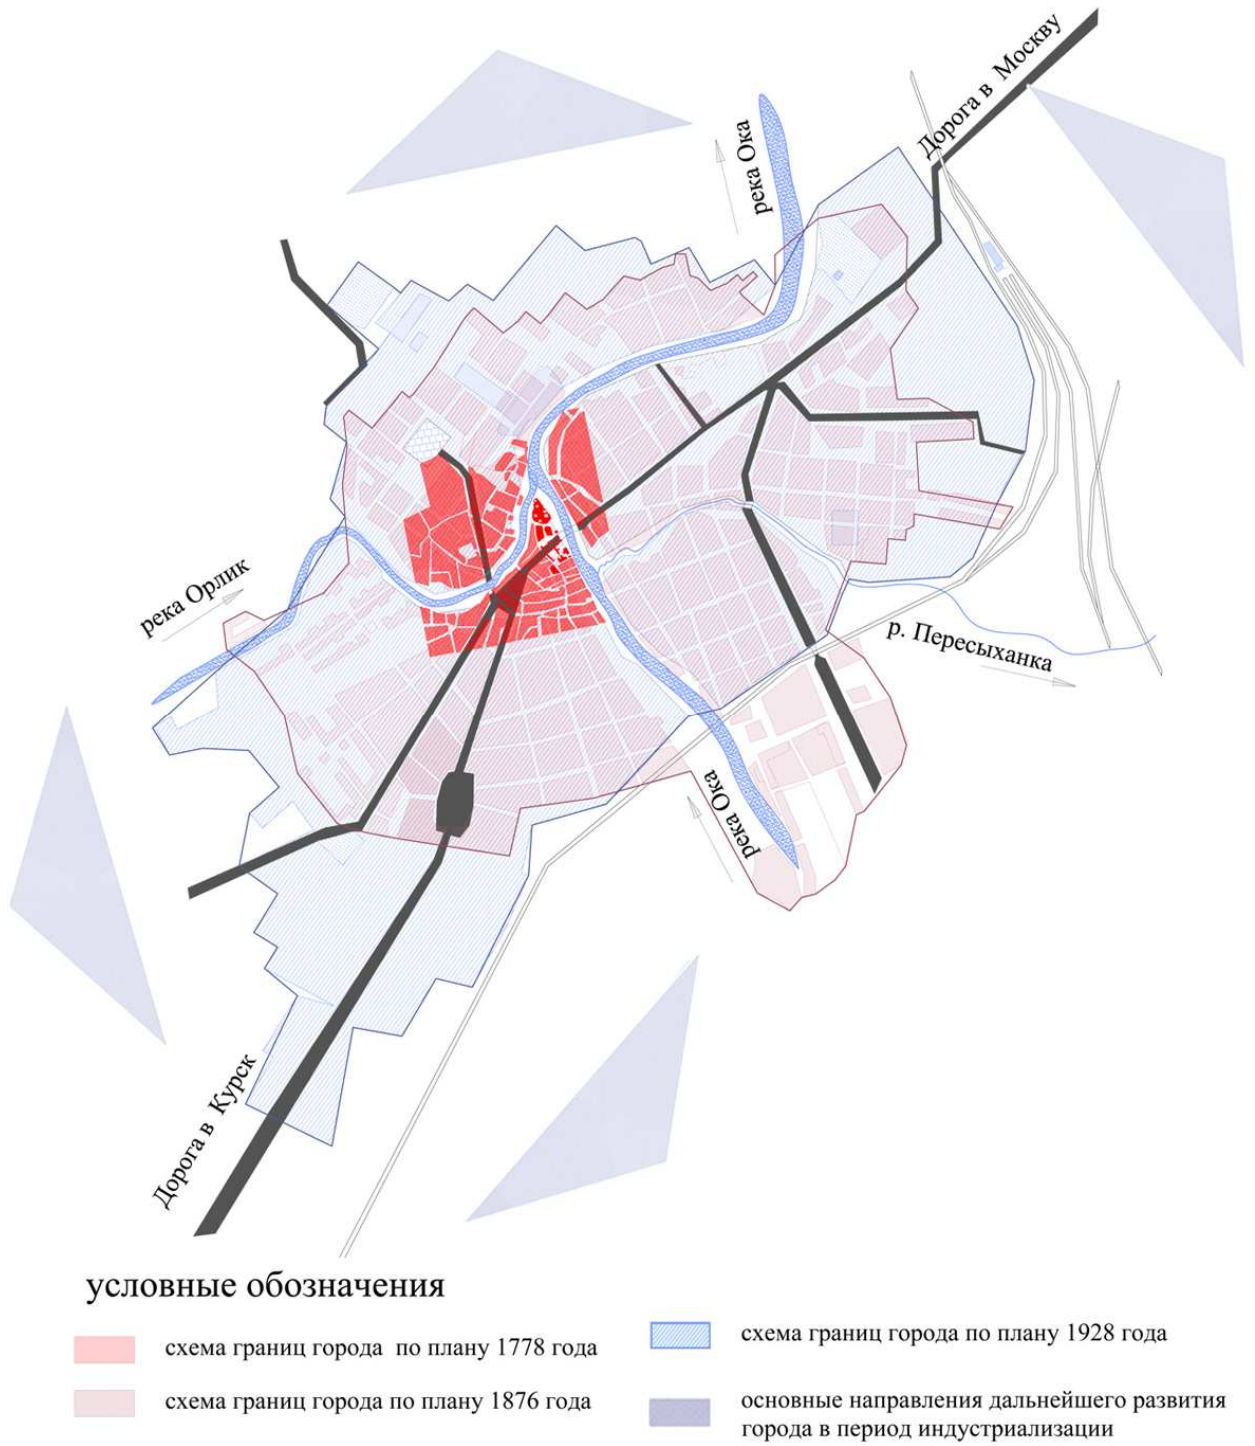 Дорога в Москву
река Ока
река Орлик
р. Пересыханка
река Ока
Дорога в Курск
условные обозначения
схема границ города по плану 1778 года
схема границ города по плану 1876 года
схема границ города по плану 1928 года
основные направления дальнейшего развития
города в период индустриализации